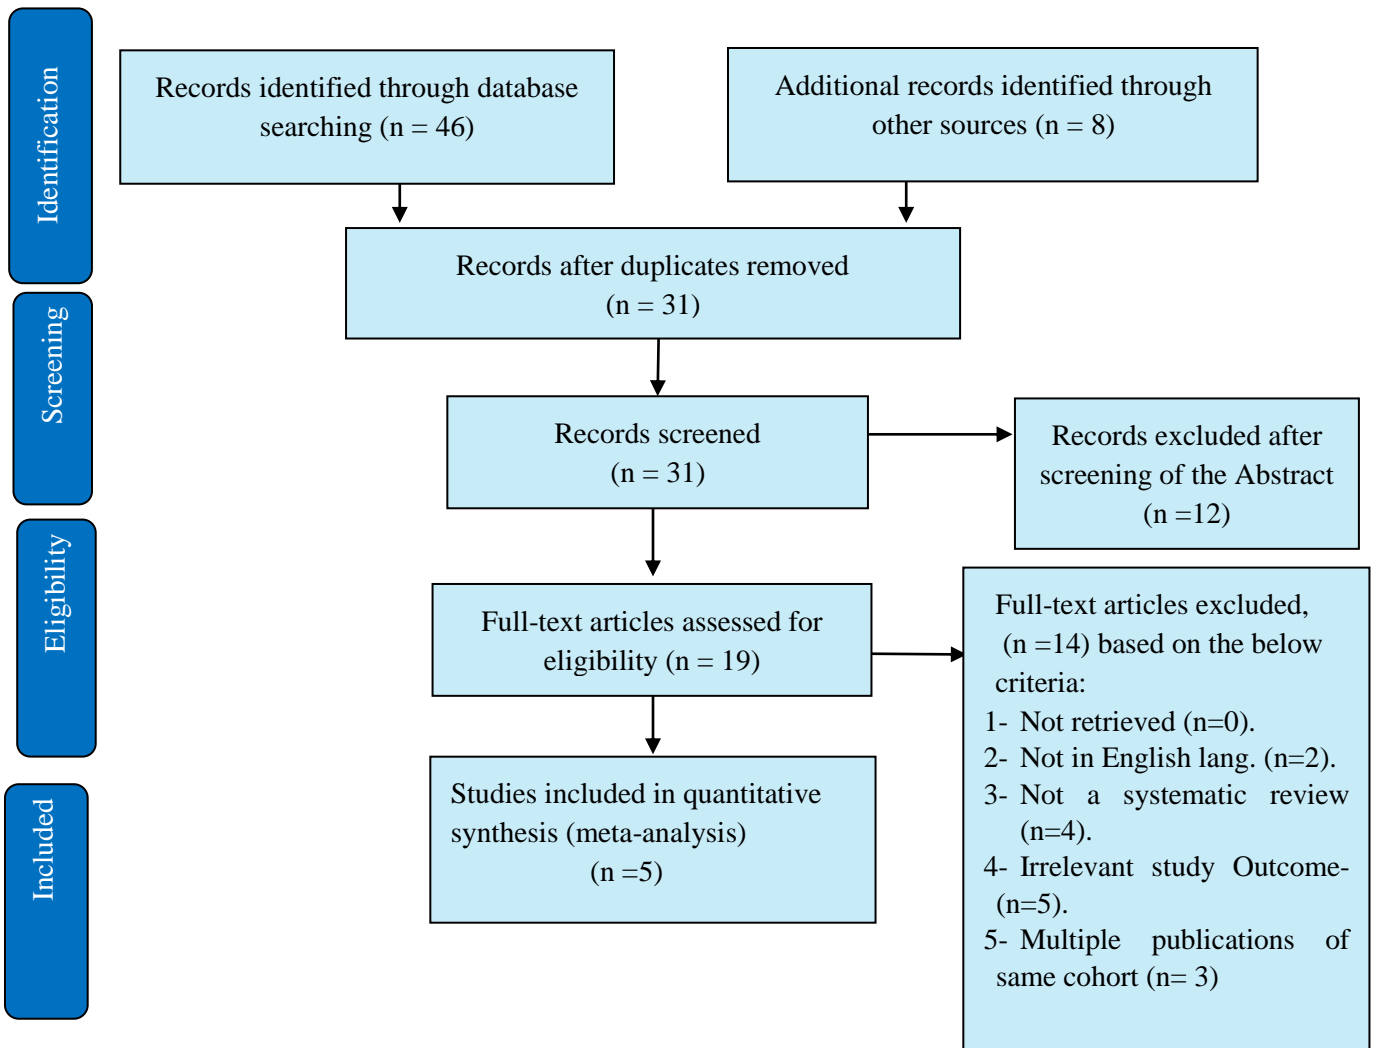 Identification
Records identified through database
searching (n = 46)
Additional records identified through
other sources (n = 8)
Records after duplicates removed
(n = 31)
Screening
Records screened
(n = 31)
Records excluded after
screening of the Abstract
(n =12)
Eligibility
Full-text articles assessed for
eligibility (n = 19)
Full-text articles excluded,
(n =14) based on the below
criteria:
1- Not retrieved (n=0).
2- Not in English lang. (n=2).
3- Not a systematic review
(n=4).
4- Irrelevant study Outcome-
(n=5).
5- Multiple publications of
same cohort (n= 3)
Included
Studies included in quantitative
synthesis (meta-analysis)
(n =5)